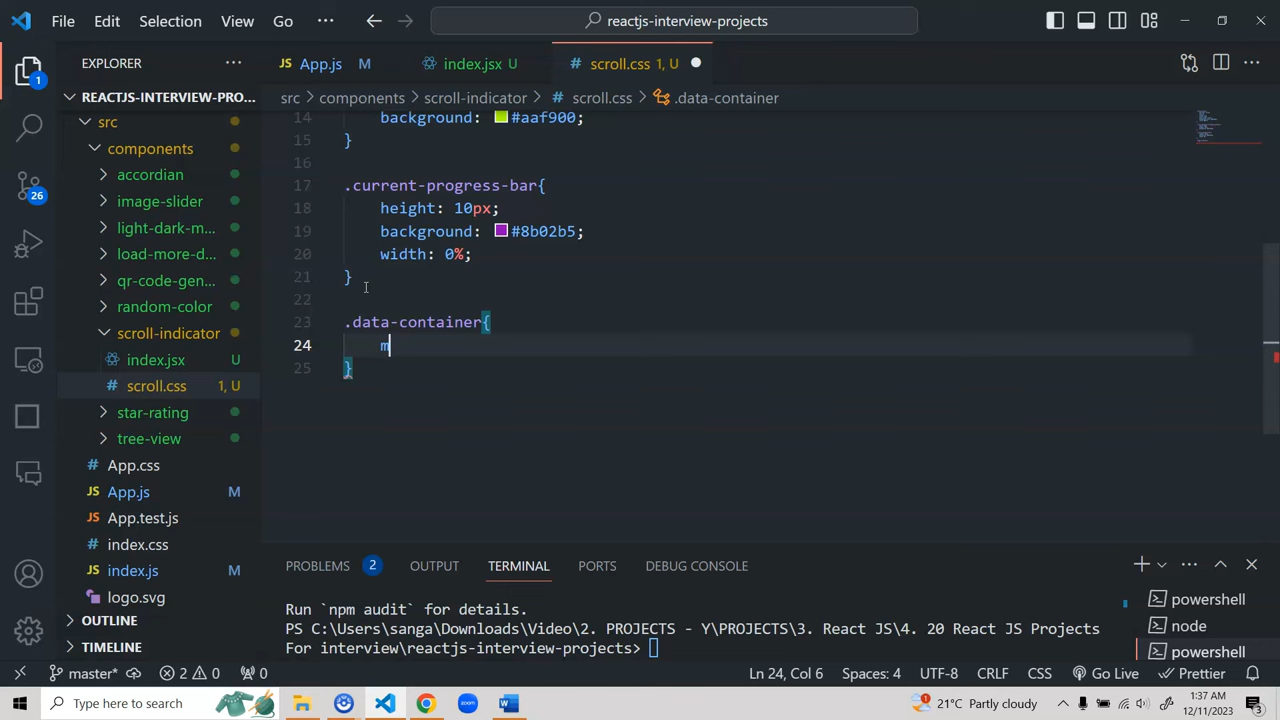 File Edit Selection View Go ··· reactjs-interview-projects
EXPLORER ···
REACTJS-INTERVIEW-PRO...
src
components
accordian
image-slider
light-dark-m...
load-more-d...
qr-code-gen...
random-color
scroll-indicator
index.jsx U
scroll.css 1, U
star-rating
tree-view
App.css
App.js M
App.test.js
index.css
index.js M
logo.svg
OUTLINE
TIMELINE
1
26
JS App.js M index.jsx U # scroll.css 1, U
src > components > scroll-indicator > # scroll.css > .data-container
14 background: #aaf900;
15 }
16
17 .current-progress-bar{
18 height: 10px;
19 background: #8b02b5;
20 width: 0%;
21 }
22
23 .data-container{
24 m
25 }
PROBLEMS 2 OUTPUT TERMINAL PORTS DEBUG CONSOLE
Run `npm audit` for details.
PS C:\Users\sanga\Downloads\Video\2. PROJECTS - Y\PROJECTS\3. React JS\4. 20 React JS Projects
For interview\reactjs-interview-projects>
powershell
node
powershell
master* 2 0 0 Ln 24, Col 6 Spaces: 4 UTF-8 CRLF CSS Go Live Prettier
Type here to search 1 21°C Partly cloudy 1:37 AM
12/11/2023 3